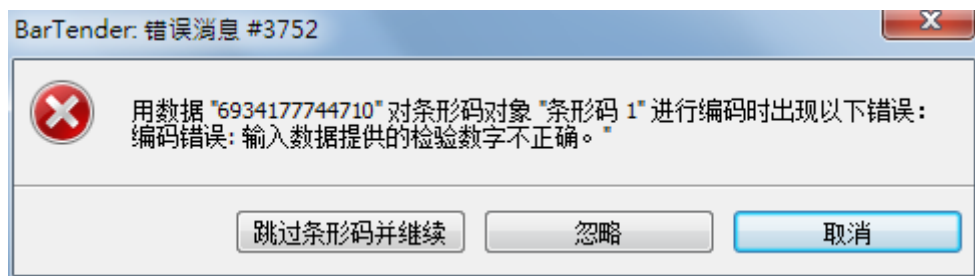 BarTender: 错误消息 #3752
用数据 "6934177744710" 对条形码对象 "条形码 1" 进行编码时出现以下错误：
编码错误: 输入数据提供的检验数字不正确。"
跳过条形码并继续
忽略
取消